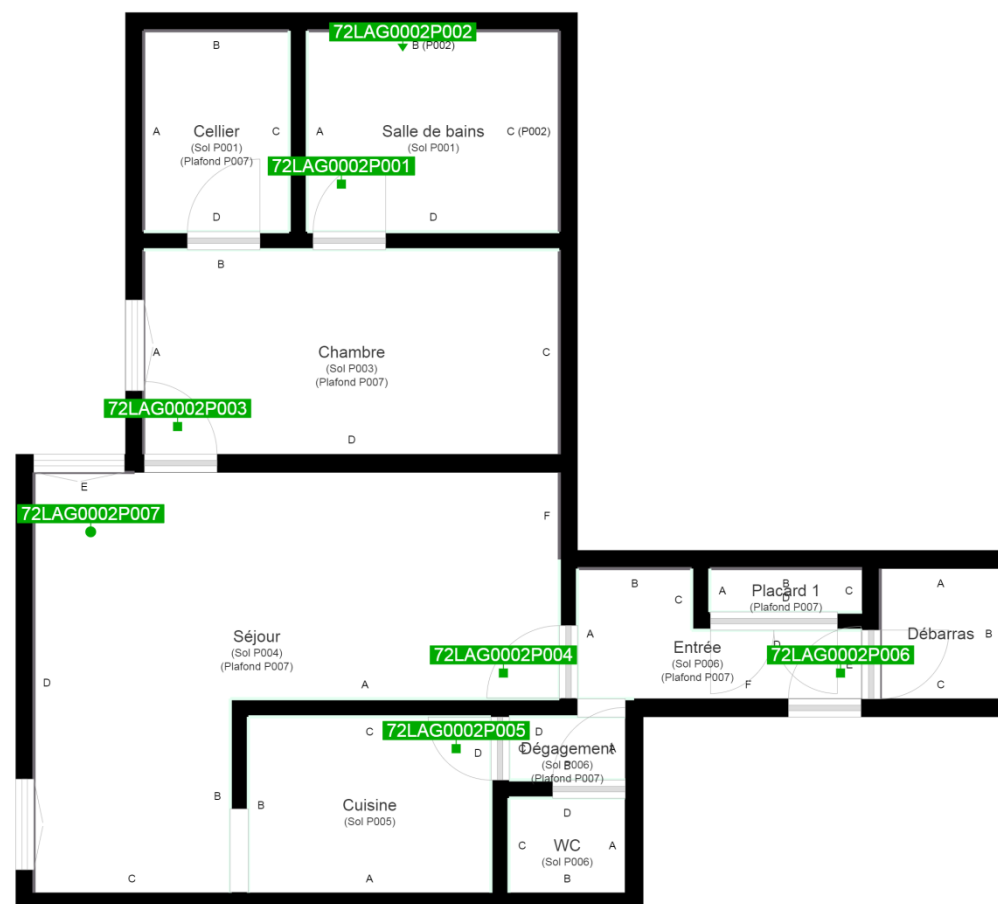 72LAG0002P002
B
B (P002)
Cellier
(Sol P001)
(Plafond P007)
A
C
Salle de bains
(Sol P001)
A
C (P002)
72LAG0002P001
D
D
B
Chambre
(Sol P003)
(Plafond P007)
A
C
72LAG0002P003
D
E
72LAG0002P007
F
B
C
A
B
D
Placard 1
(Plafond P007)
C
A
Débarras
B
C
A
Entrée
(Sol P006)
(Plafond P007)
D
72LAG0002P006
E
F
Séjour
(Sol P004)
(Plafond P007)
72LAG0002P004
D
A
72LAG0002P005
C
D
D
C
Dégagement
(Sol P006)
(Plafond P007)
A
B
B
B
Cuisine
(Sol P005)
D
C
WC
(Sol P006)
A
C
A
B